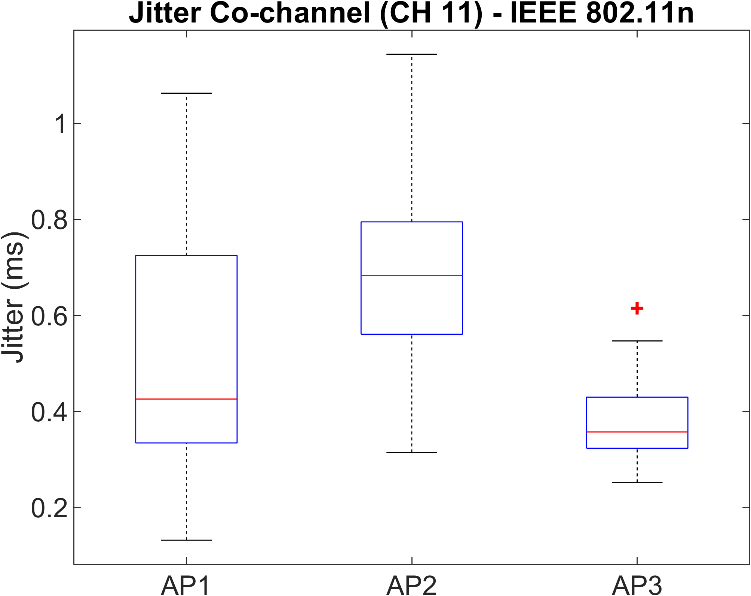 Jitter Co-channel (CH 11) - IEEE 802.11n
Jitter (ms)
1
0.8
0.6
0.4
0.2
AP1 AP2 AP3